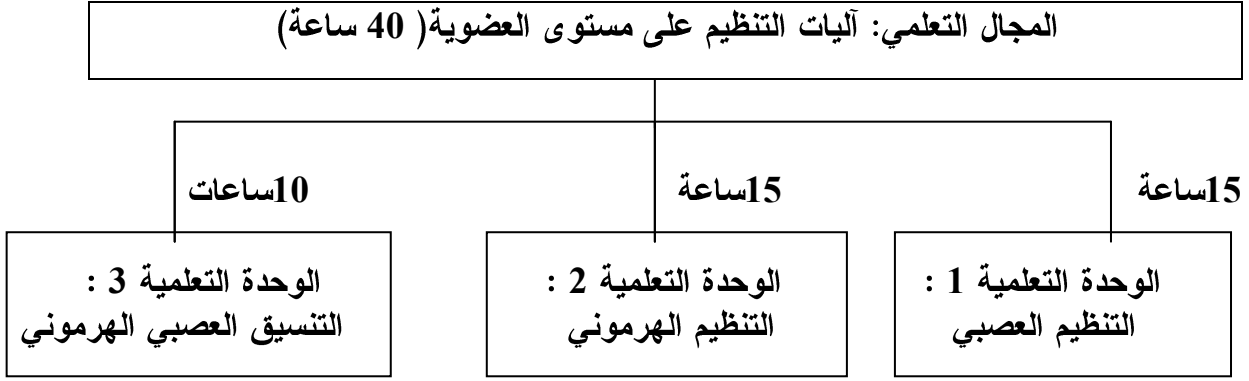 المجال التعلمي: آليات التنظيم على مستوى العضوية( 40 ساعة)
15ساعة
15ساعة
10ساعات
الوحدة التعلمية 1 :
التنظيم العصبي
الوحدة التعلمية 2 :
التنظيم الهرموني
الوحدة التعلمية 3 :
التنسيق العصبي الهرموني